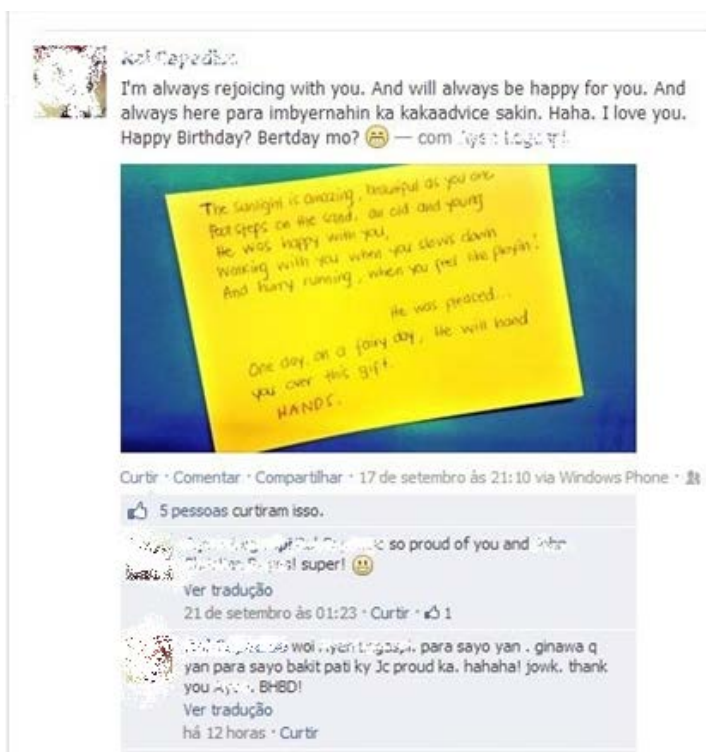 I'm always rejoicing with you. And will always be happy for you. And
always here para imbyernahin ka kakaadvice sakin. Haha. I love you.
Happy Birthday? Bertday mo? — com
The sunlight is amazing, beautiful as you are
Foot steps on the sand, an old and young
He was happy with you,
Walking with you when you slows down
And hurry running, when you feel like playin'!
He was praced...
One day, on a fairy day, He will hand
you over this gift.
HANDS.
Curtir · Comentar · Compartilhar · 17 de setembro às 21:10 via Windows Phone ·
5 pessoas curtiram isso.
so proud of you and
super!
Ver tradução
21 de setembro às 01:23 · Curtir · 1
woi para sayo yan . ginawa q
yan para sayo bakit pati ky Jc proud ka. hahaha! jowk. thank
you BHBD!
Ver tradução
há 12 horas · Curtir